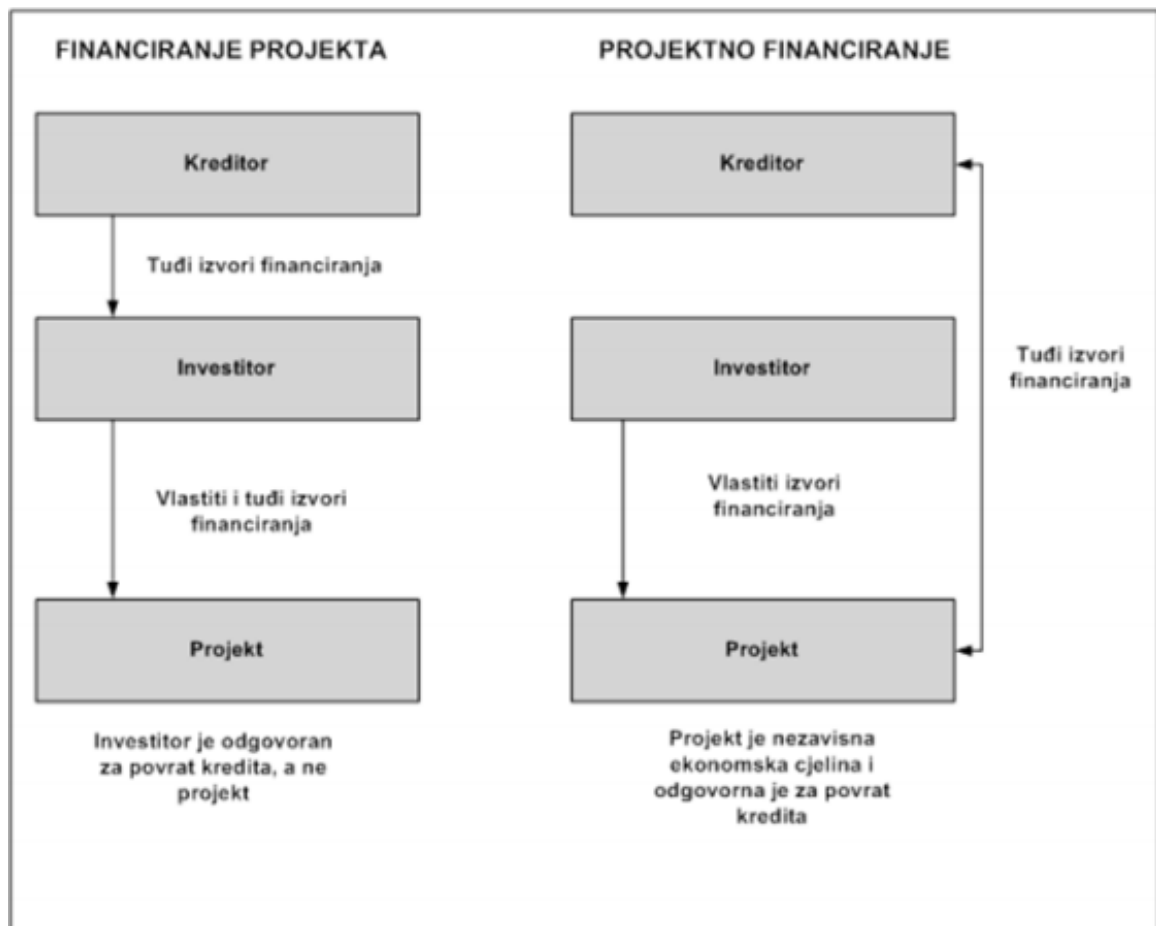 FINANCIRANJE PROJEKTA
Kreditor
Tuđi izvori financiranja
Investitor
Vlastiti i tuđi izvori
financiranja
Projekt
Investitor je odgovoran
za povrat kredita, a ne
projekt
PROJEKTNO FINANCIRANJE
Kreditor
Investitor
Tuđi izvori
financiranja
Vlastiti izvori
financiranja
Projekt
Projekt je nezavisna
ekonomska cjelina i
odgovorna je za povrat
kredita